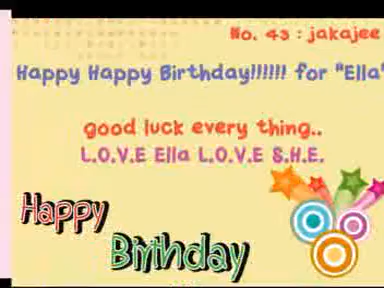 No. 43 : jakajee
Happy Happy Birthday!!!!!! for "Ella"
good luck every thing..
L.O.V.E Ella L.O.V.E S.H.E.
Happy
Birthday